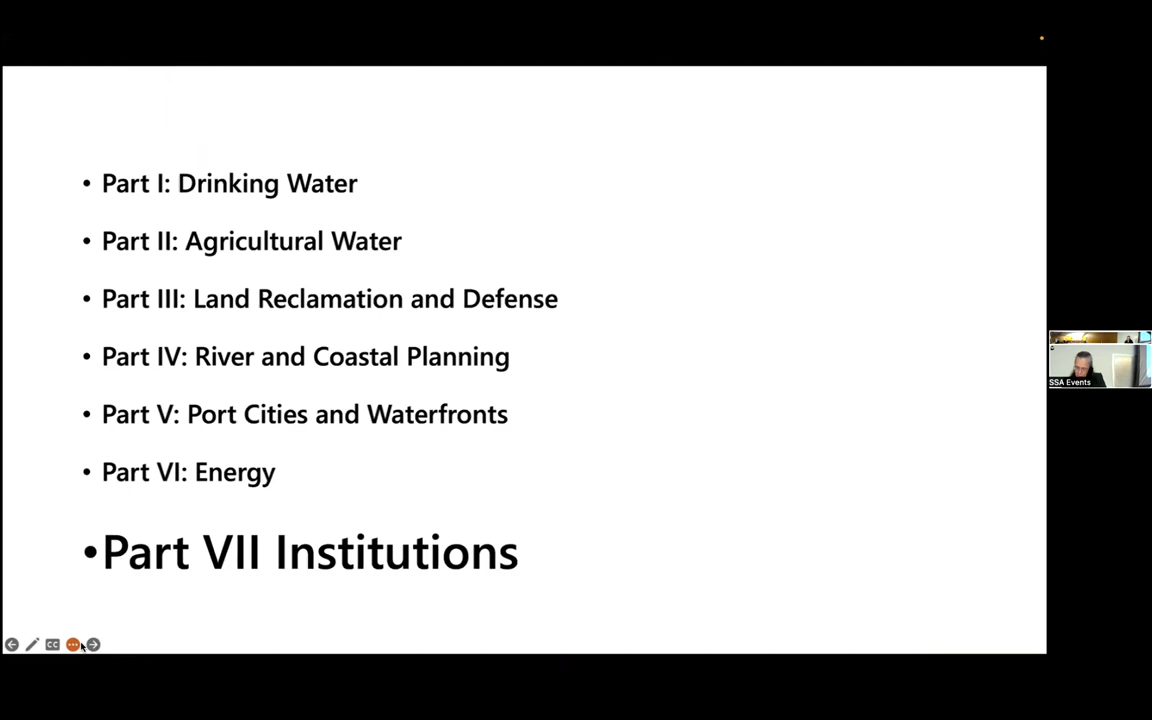 • Part I: Drinking Water
• Part II: Agricultural Water
• Part III: Land Reclamation and Defense
• Part IV: River and Coastal Planning
• Part V: Port Cities and Waterfronts
• Part VI: Energy
•Part VII Institutions
CC
SSA Events